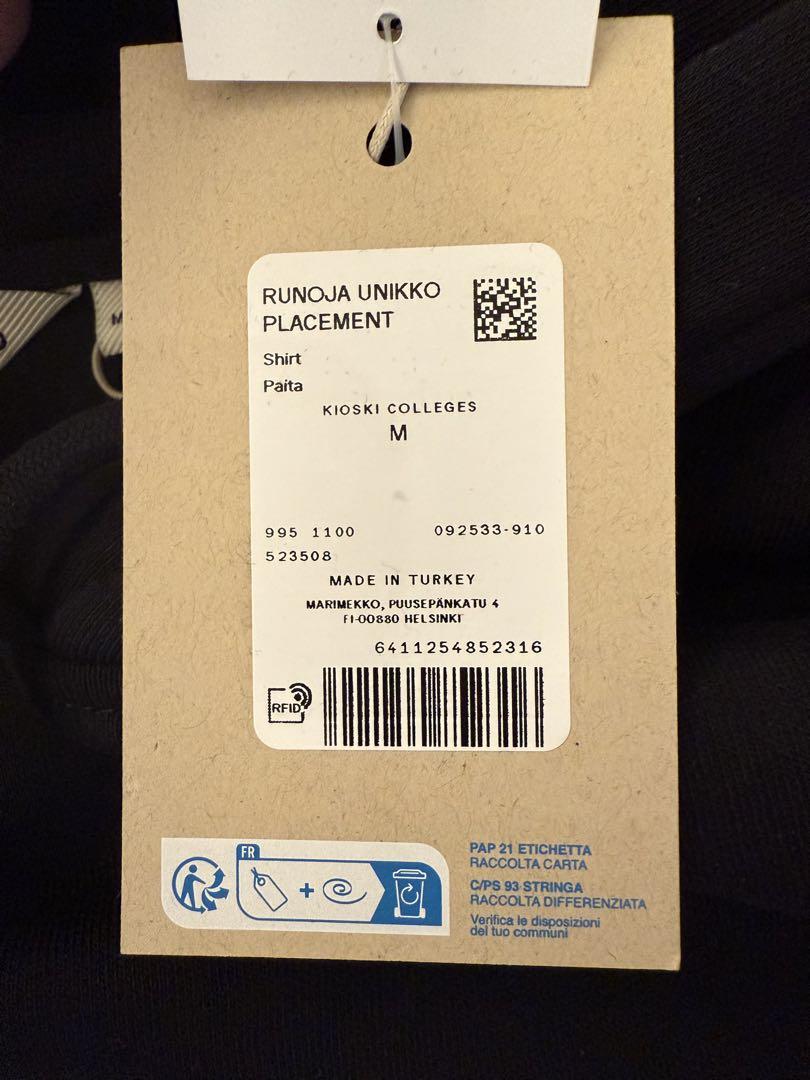 RUNOJA UNIKKO
PLACEMENT
Shirt
Paita
KIOSKI COLLEGES
M
995 1100 092533-910
523508
MADE IN TURKEY
MARIMEKKO, PUUSEPÄNKATU 4
FI-00880 HELSINKI
6411254852316
RFID
FR
PAP 21 ETICHETTA
RACCOLTA CARTA
C/PS 93 STRINGA
RACCOLTA DIFFERENZIATA
Verifica le disposizioni
del tuo communi